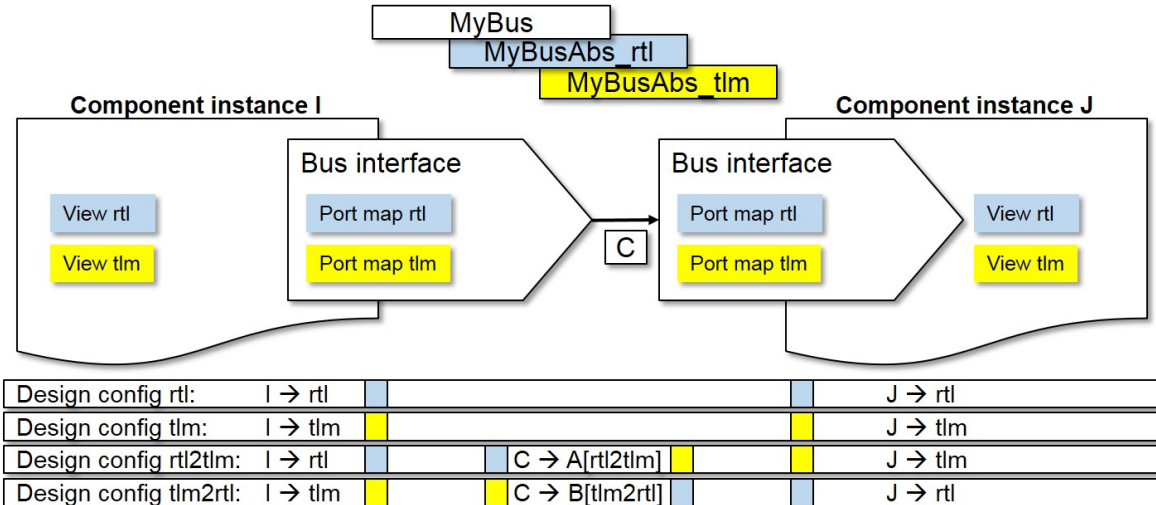 MyBus
MyBusAbs_rtl
MyBusAbs_tlm
Component instance I
Component instance J
Bus interface
Bus interface
View rtl
Port map rtl
Port map rtl
View rtl
View tlm
Port map tlm
C
Port map tlm
View tlm
Design config rtl: I → rtl J → rtl
Design config tlm: I → tlm J → tlm
Design config rtl2tlm: I → rtl C → A[rtl2tlm] J → tlm
Design config tlm2rtl: I → tlm C → B[tlm2rtl] J → rtl